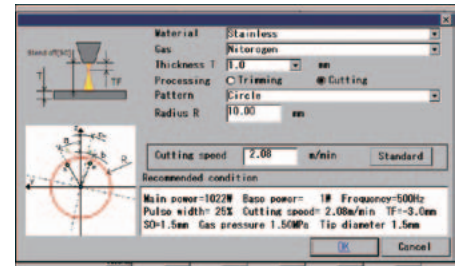 Material Stainless
Gas Nitorogen
Thickness T 1.0 mm
Processing Trimming Cutting
Pattern Circle
Radius R 10.00 mm
T TF
R
Cutting speed 2.08 m/min Standard
Recommended condition
Main power=1022W Base power= 1W Frequency=500Hz
Pulse width= 25% Cutting speed= 2.08m/min TF=-3.0mm
SO=1.5mm Gas pressure 1.50MPa Tip diameter 1.5mm
OK Cancel